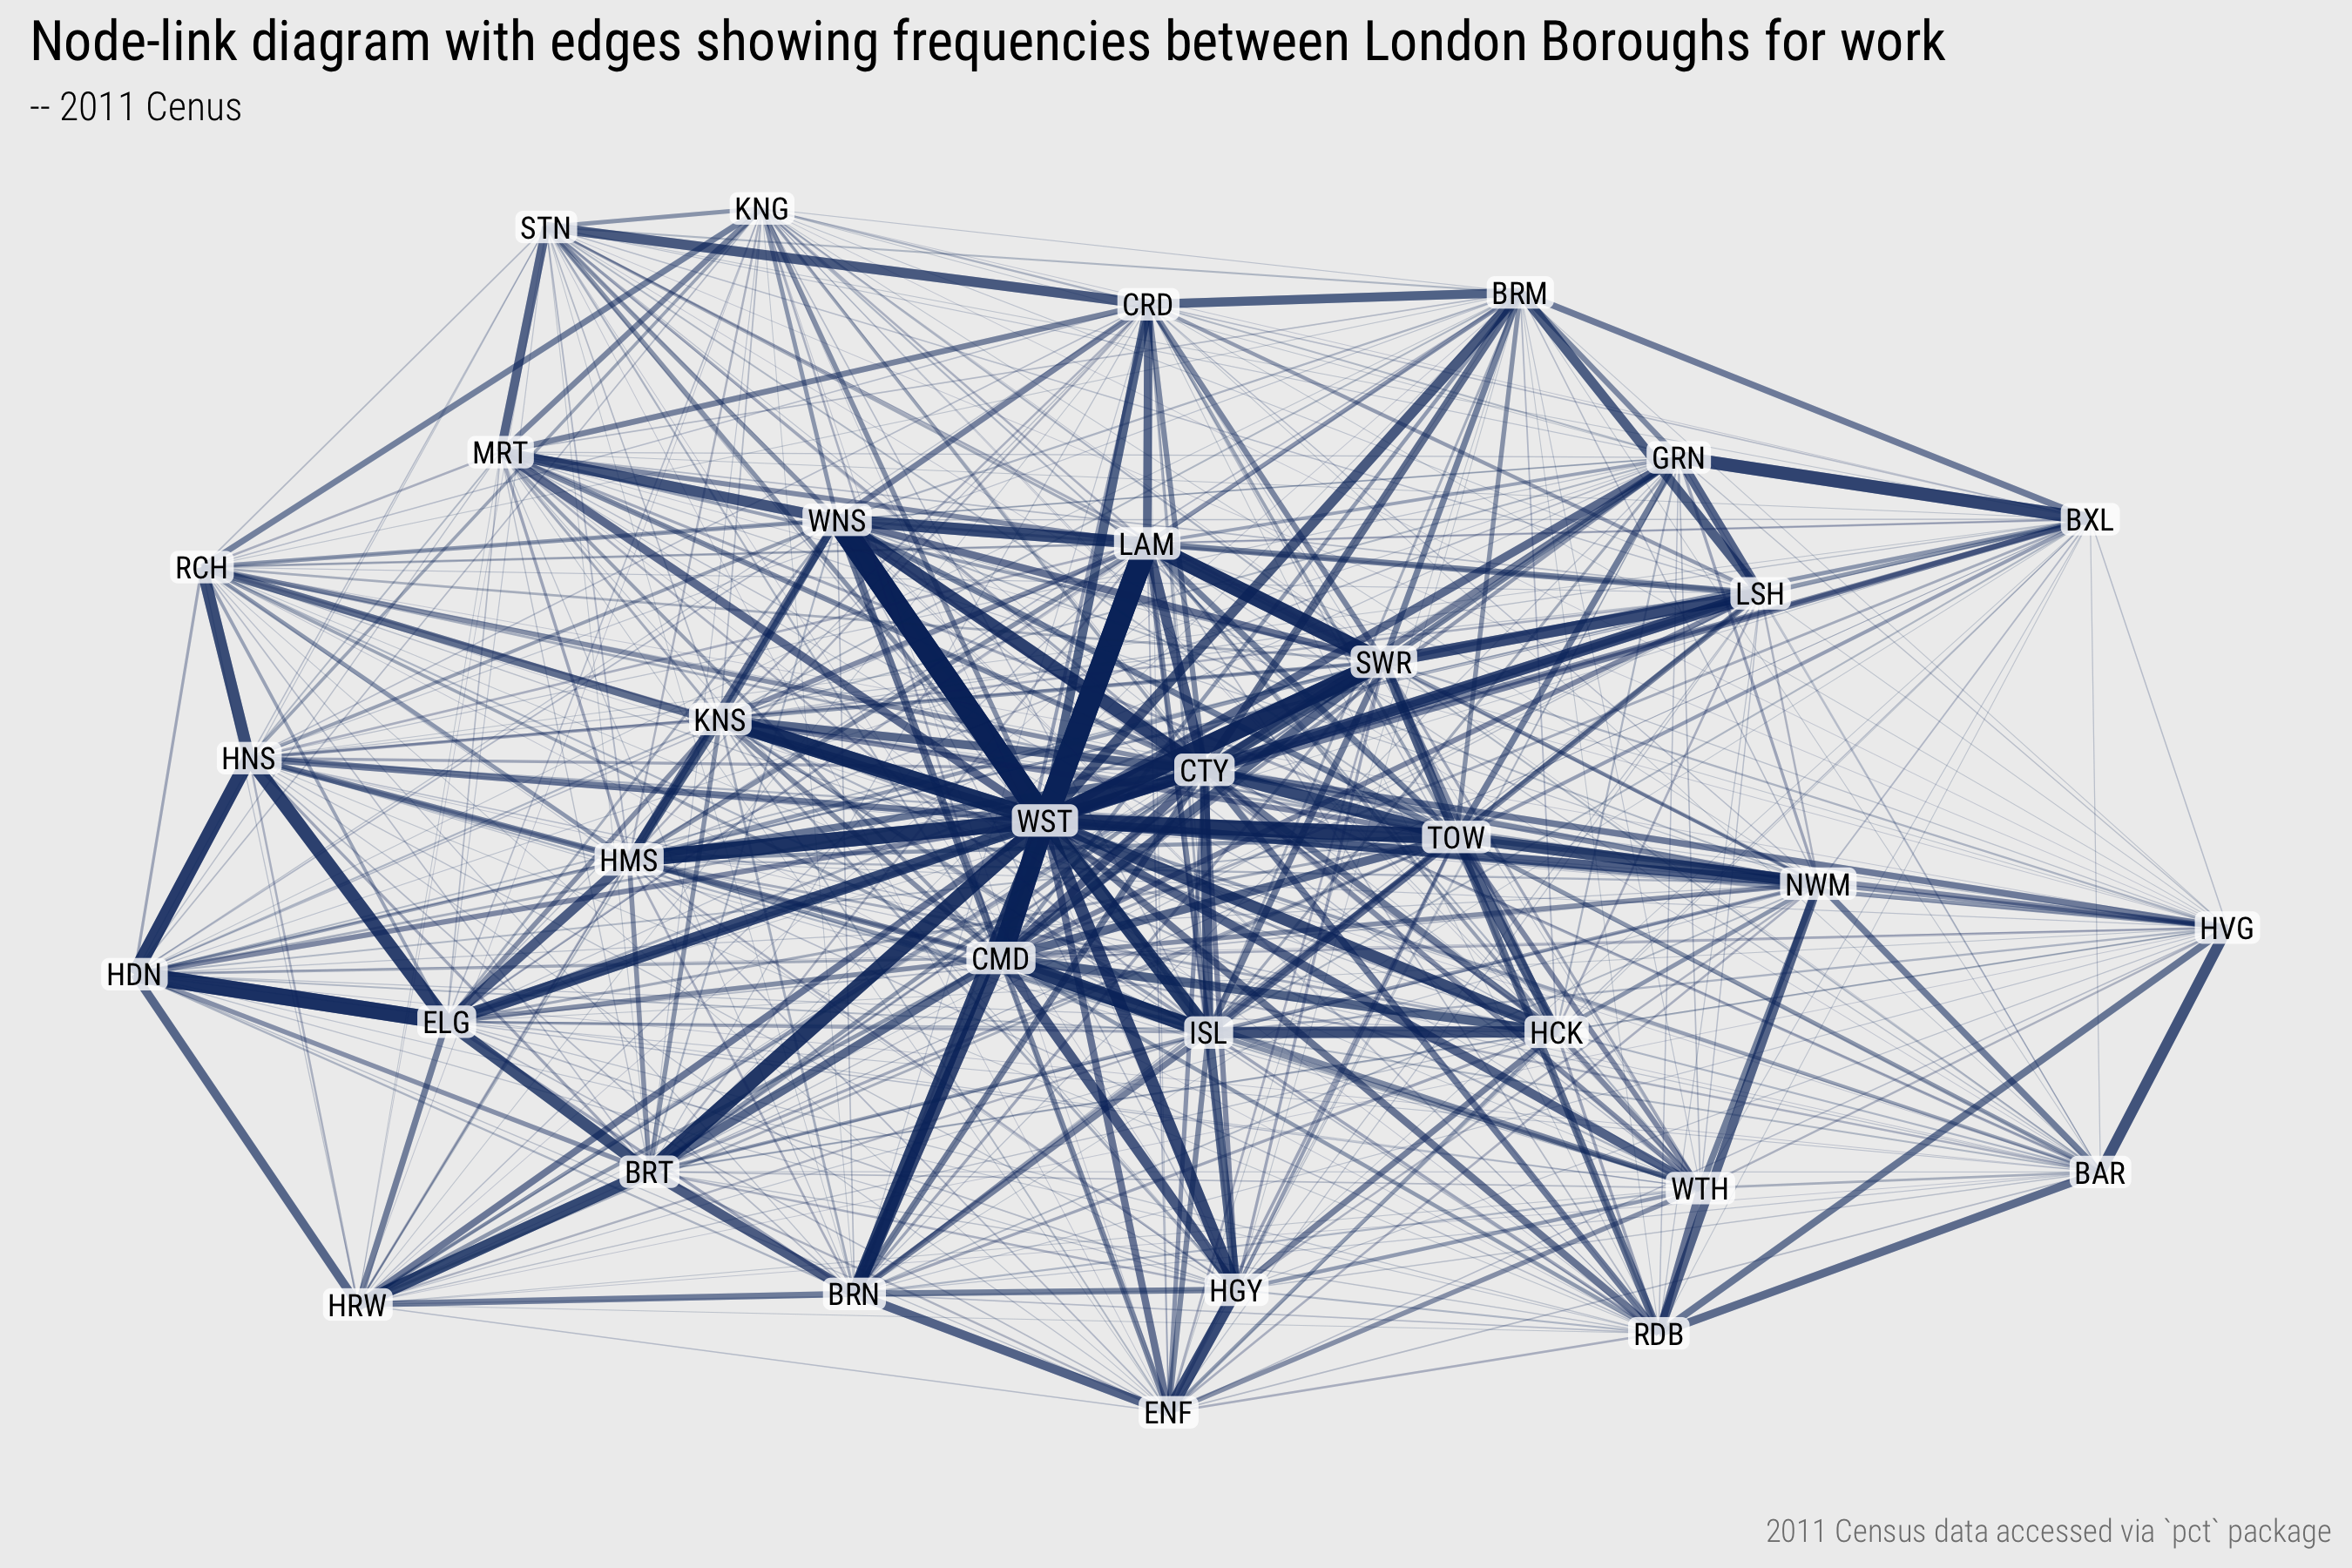 Node-link diagram with edges showing frequencies between London Boroughs for work
-- 2011 Cenus
KNG
STN
BRM
CRD
MRT
GRN
WNS
BXL
LAM
RCH
LSH
SWR
KNS
HNS
CTY
WST
TOW
HMS
NWM
HVG
CMD
HDN
ELG
ISL
HCK
BRT
BAR
WTH
HGY
BRN
HRW
RDB
ENF
2011 Census data accessed via `pct` package